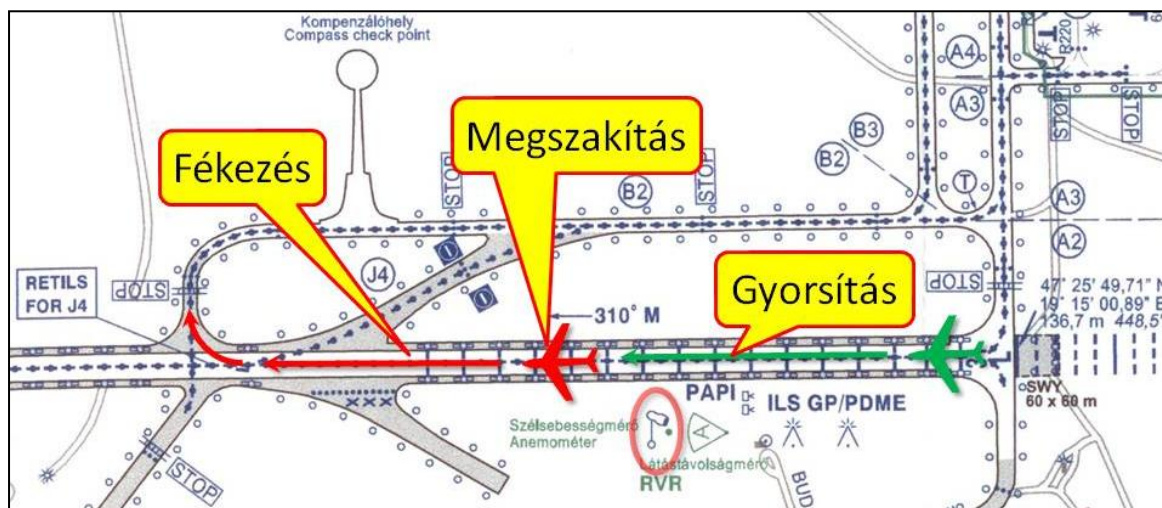 Kompenzálóhely
Compass check point
A4
R220
T
STOP
STOP
A3
Megszakítás
B3
B2
Fékezés
STOP
B2
STOP
T
A3
A2
J4
RETILS
FOR J4
STOP
Gyorsítás
STOP
47° 25' 49,71" N
19° 15' 00,89" E
136,7 m 448,5'
310° M
SWY
60 x 60 m
PAPI
ILS GP/PDME
Szélsebességmérő
Anemométer
A
Látástávolságmérő
RVR
STOP
BUD